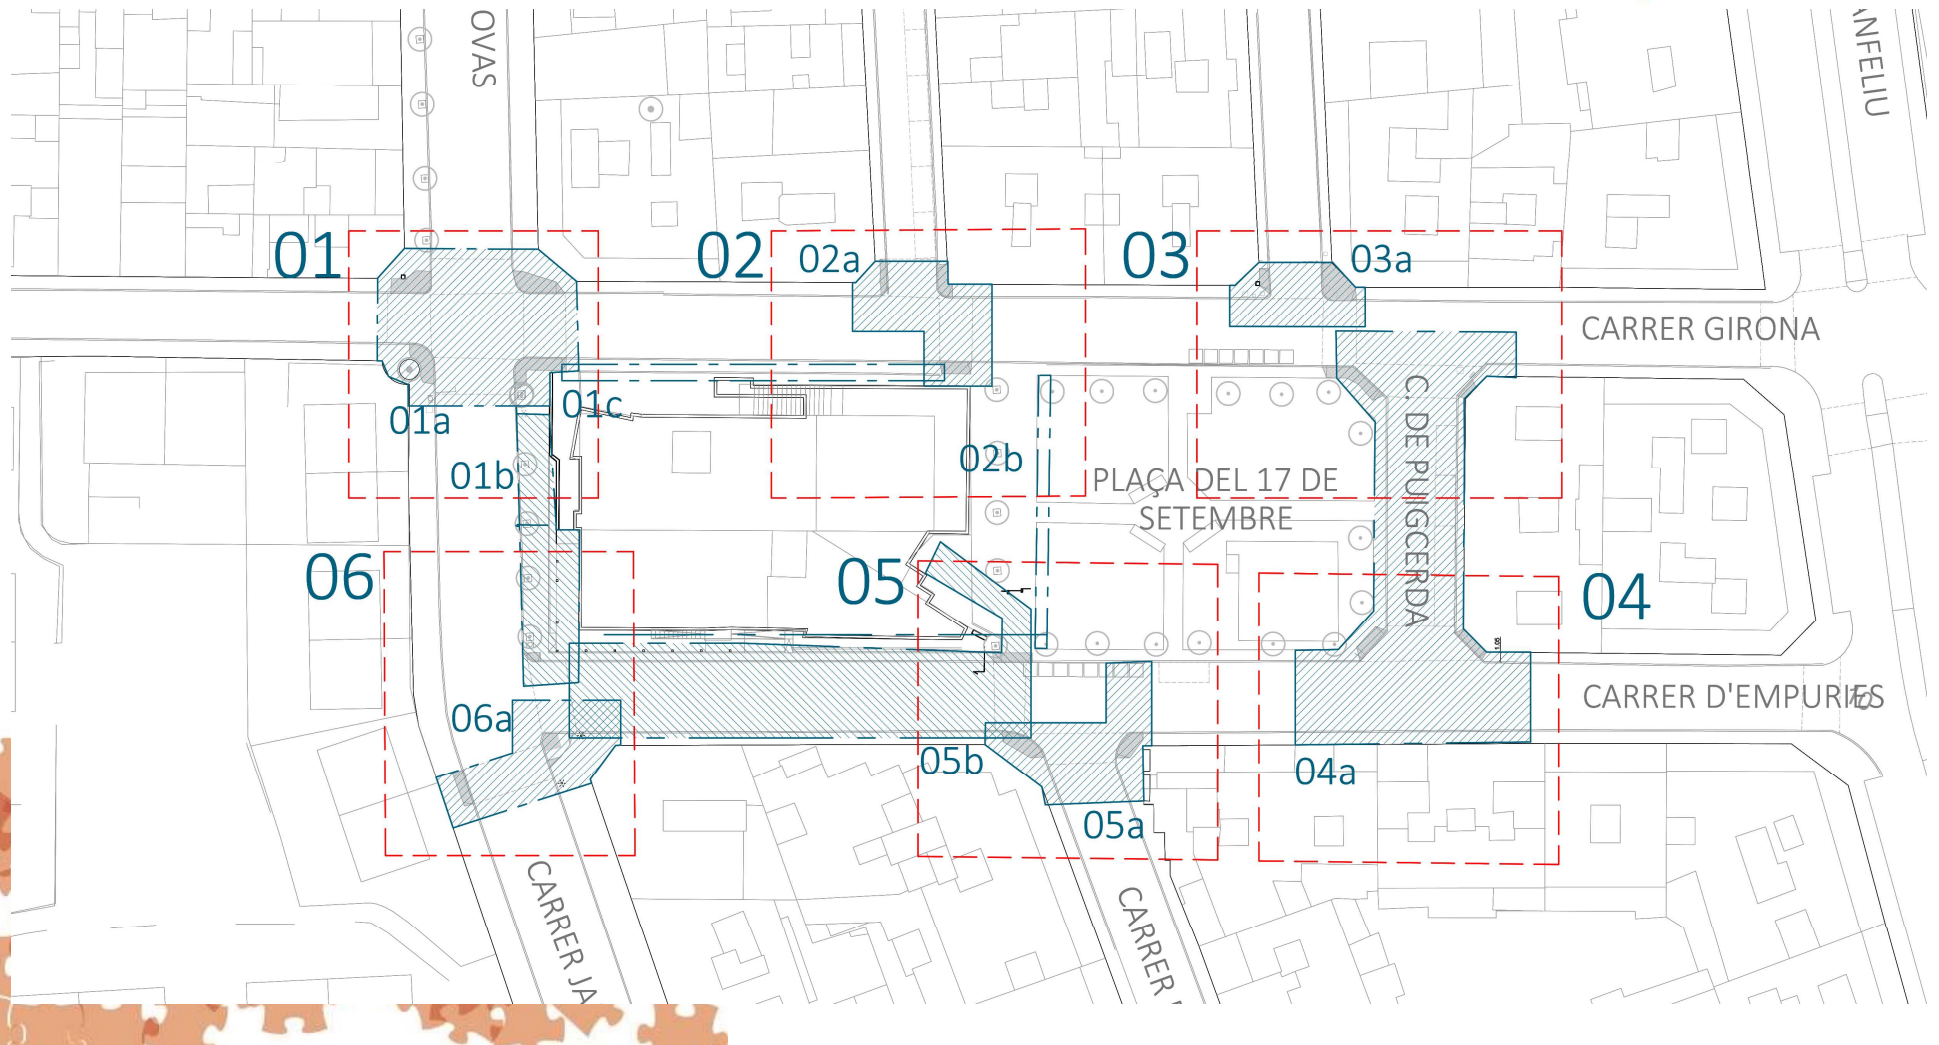 OVAS
ANFELIU
01
02
02a
03
03a
CARRER GIRONA
01a
01c
01b
02b
PLAÇA DEL 17 DE
SETEMBRE
C. DE PUIGCERDA
06
05
04
CARRER D'EMPURIES
06a
05b
04a
05a
CARRER JA
CARRER